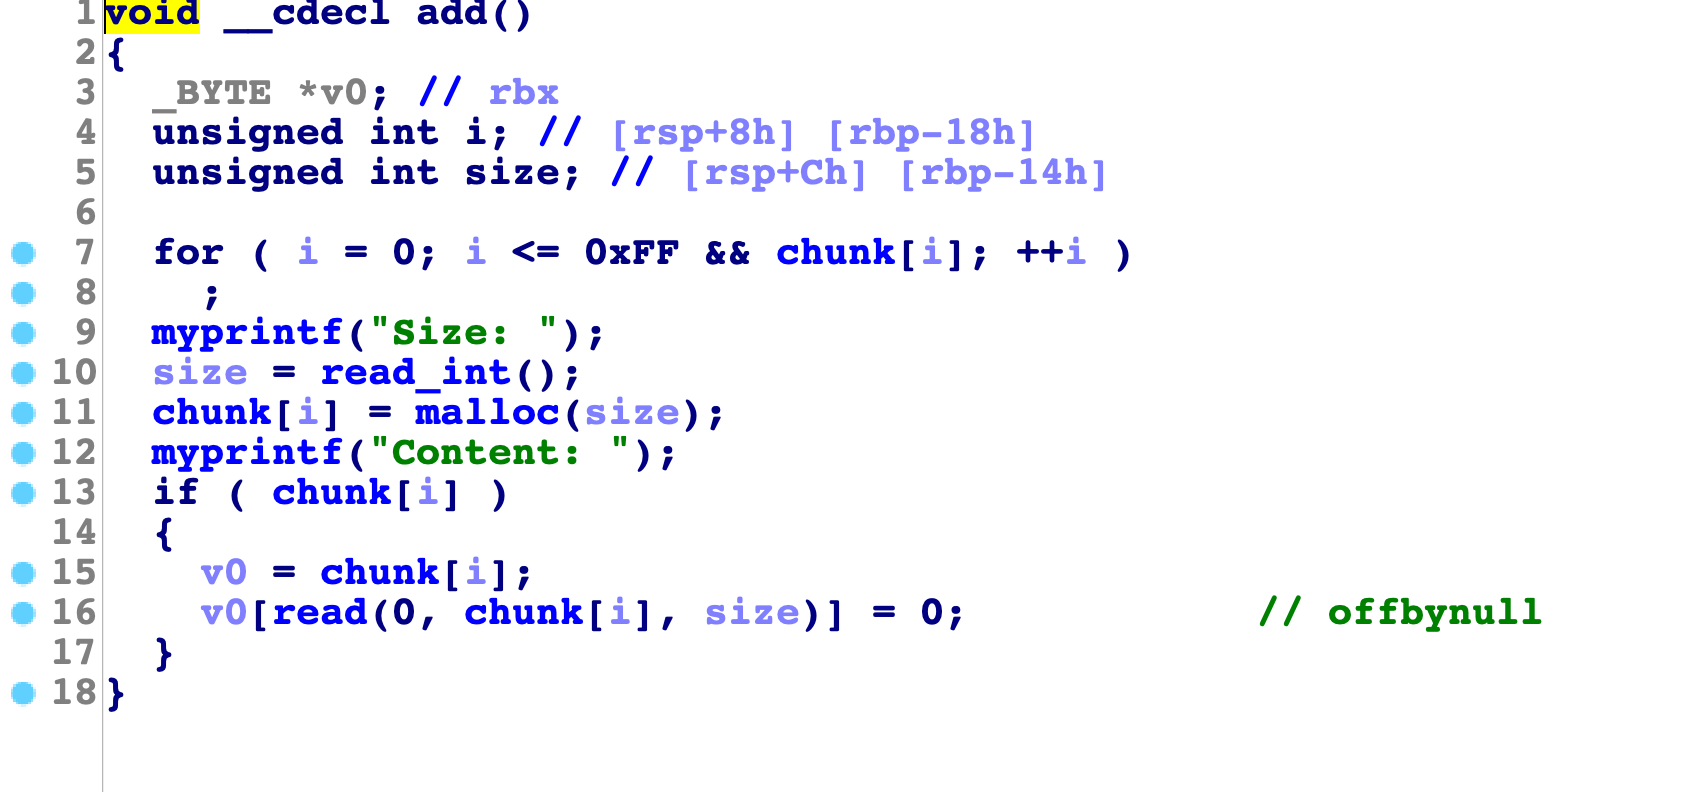 1 void __cdecl add()
2 {
3   _BYTE *v0; // rbx
4   unsigned int i; // [rsp+8h] [rbp-18h]
5   unsigned int size; // [rsp+Ch] [rbp-14h]
6
7   for ( i = 0; i <= 0xFF && chunk[i]; ++i )
8     ;
9   myprintf("Size: ");
10   size = read_int();
11   chunk[i] = malloc(size);
12   myprintf("Content: ");
13   if ( chunk[i] )
14   {
15     v0 = chunk[i];
16     v0[read(0, chunk[i], size)] = 0;             // offbynull
17   }
18 }